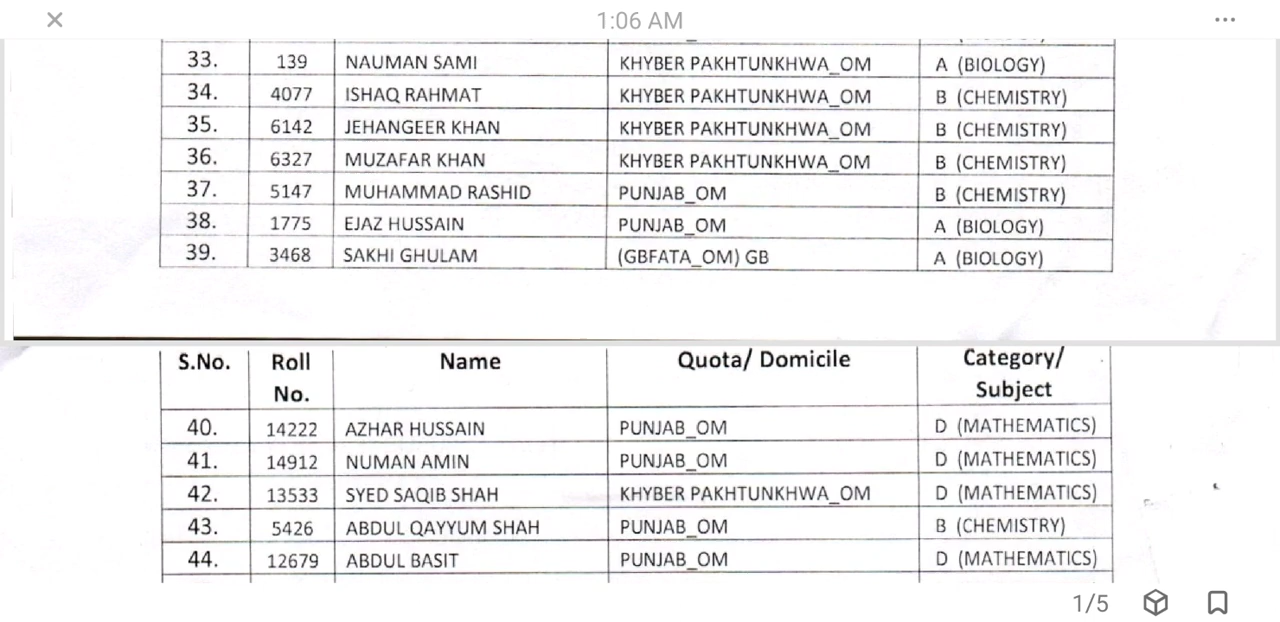 1:06 AM
33. 139 NAUMAN SAMI KHYBER PAKHTUNKHWA_OM A (BIOLOGY)
34. 4077 ISHAQ RAHMAT KHYBER PAKHTUNKHWA_OM B (CHEMISTRY)
35. 6142 JEHANGEER KHAN KHYBER PAKHTUNKHWA_OM B (CHEMISTRY)
36. 6327 MUZAFAR KHAN KHYBER PAKHTUNKHWA_OM B (CHEMISTRY)
37. 5147 MUHAMMAD RASHID PUNJAB_OM B (CHEMISTRY)
38. 1775 EJAZ HUSSAIN PUNJAB_OM A (BIOLOGY)
39. 3468 SAKHI GHULAM (GBFATA_OM) GB A (BIOLOGY)
S.No. Roll Name Quota/ Domicile Category/
No. Subject
40. 14222 AZHAR HUSSAIN PUNJAB_OM D (MATHEMATICS)
41. 14912 NUMAN AMIN PUNJAB_OM D (MATHEMATICS)
42. 13533 SYED SAQIB SHAH KHYBER PAKHTUNKHWA_OM D (MATHEMATICS)
43. 5426 ABDUL QAYYUM SHAH PUNJAB_OM B (CHEMISTRY)
44. 12679 ABDUL BASIT PUNJAB_OM D (MATHEMATICS)
1/5